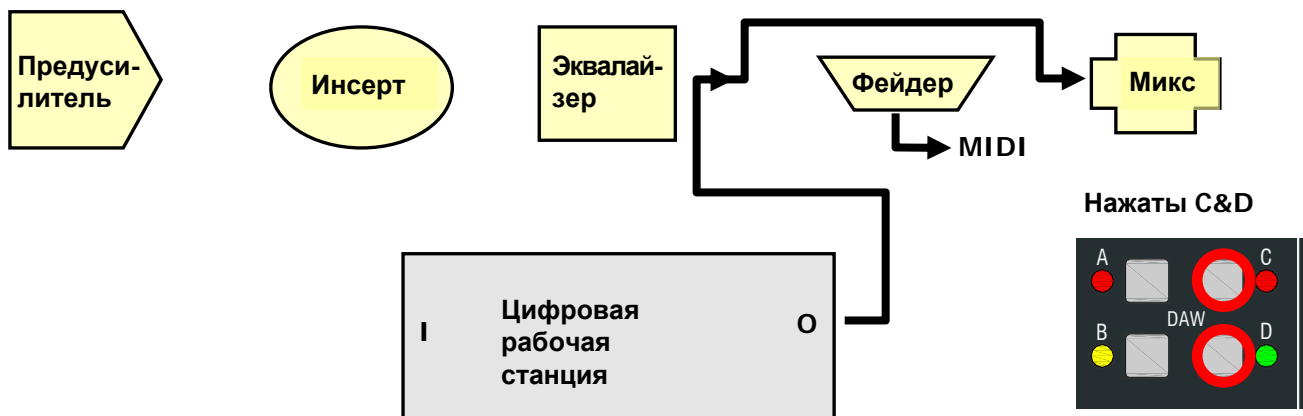 Предуси-
литель
Инсерт
Эквалай-
зер
Фейдер
Микс
MIDI
Нажаты C&D
A
C
DAW
B
D
I
Цифровая
рабочая
станция
O